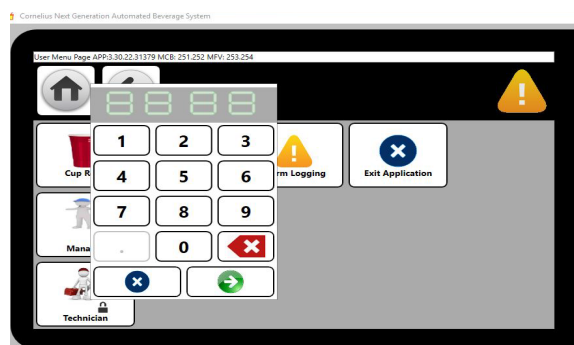 Cornelius Next Generation Automated Beverage System
User Menu Page APP:3.30.22.31379 MCB: 251.252 MFV: 253.254
8888
1 2 3
Cup R
4 5 6
rm Logging
Exit Application
7 8 9
Mana
. 0
Technician